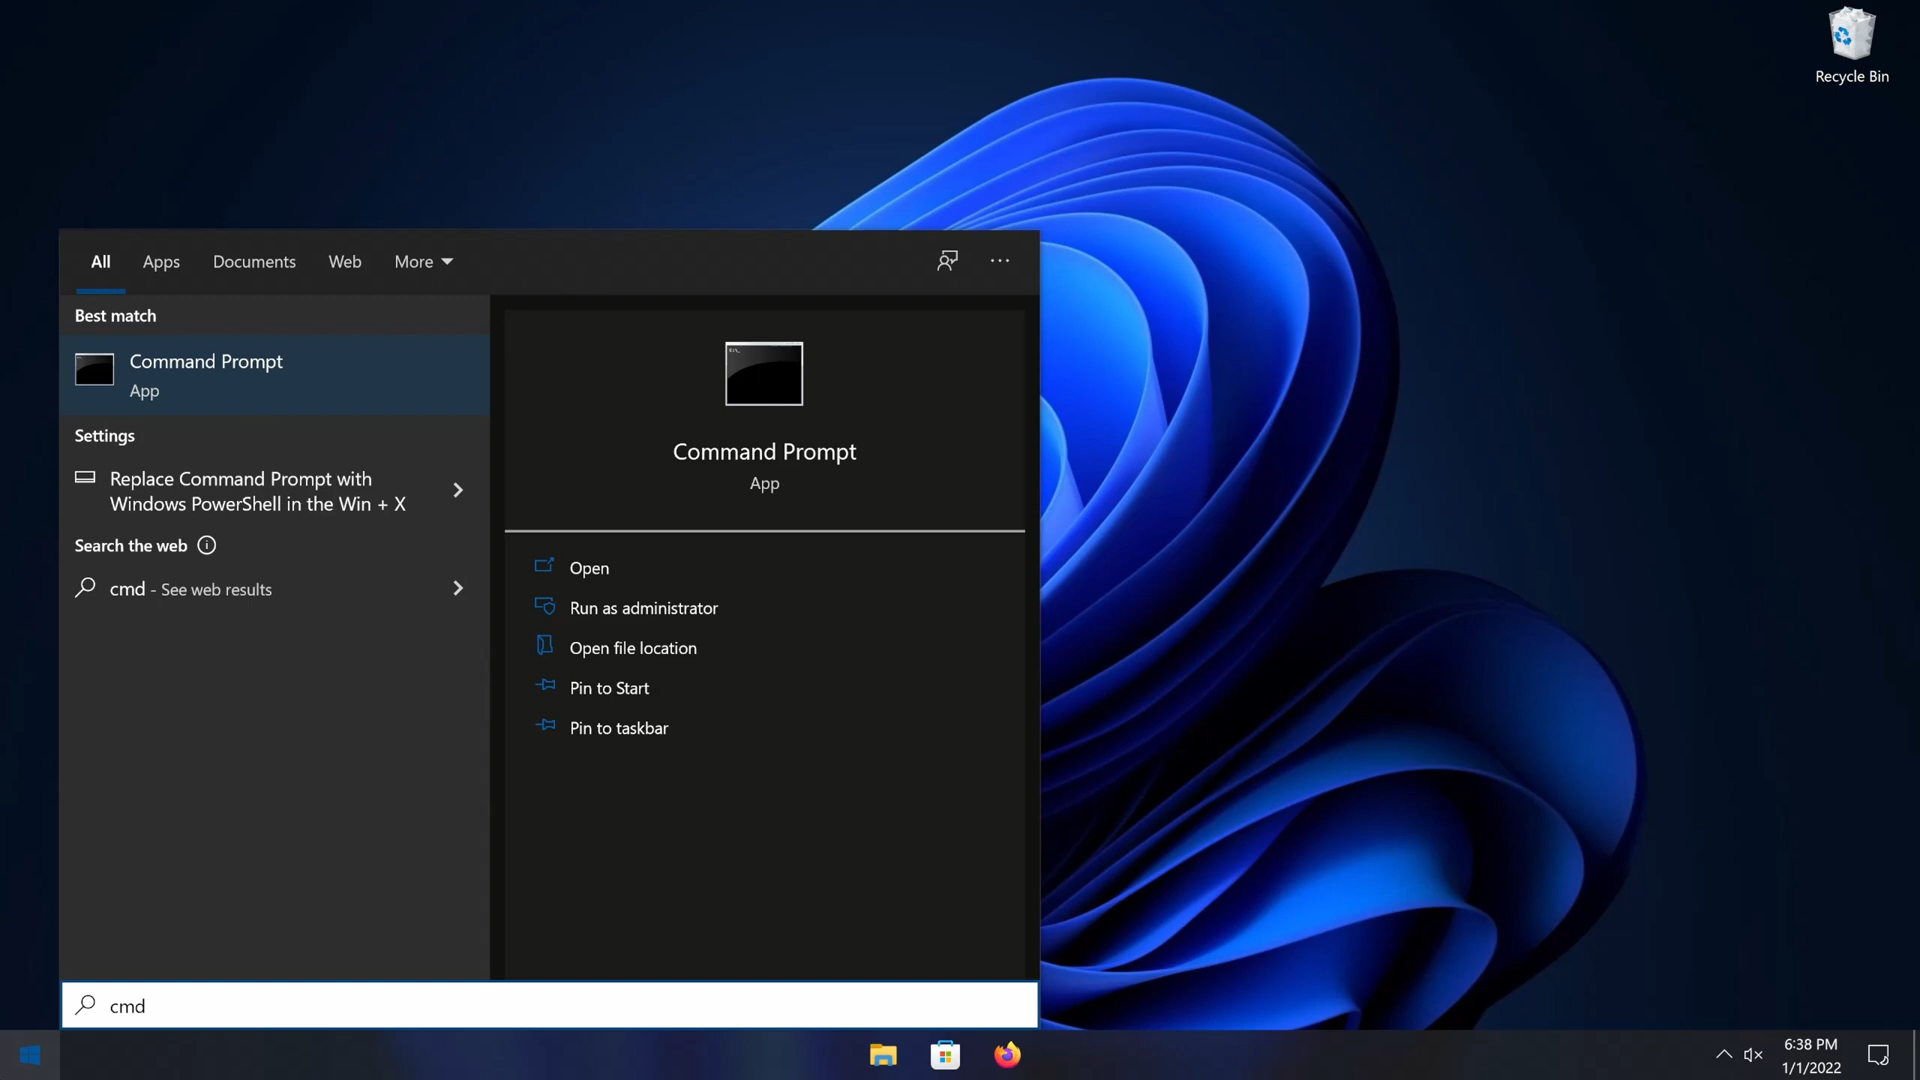 Recycle Bin
All Apps Documents Web More
Best match
Command Prompt
App
Settings
Replace Command Prompt with
Windows PowerShell in the Win + X
Search the web
cmd - See web results
Command Prompt
App
Open
Run as administrator
Open file location
Pin to Start
Pin to taskbar
cmd
6:38 PM
1/1/2022